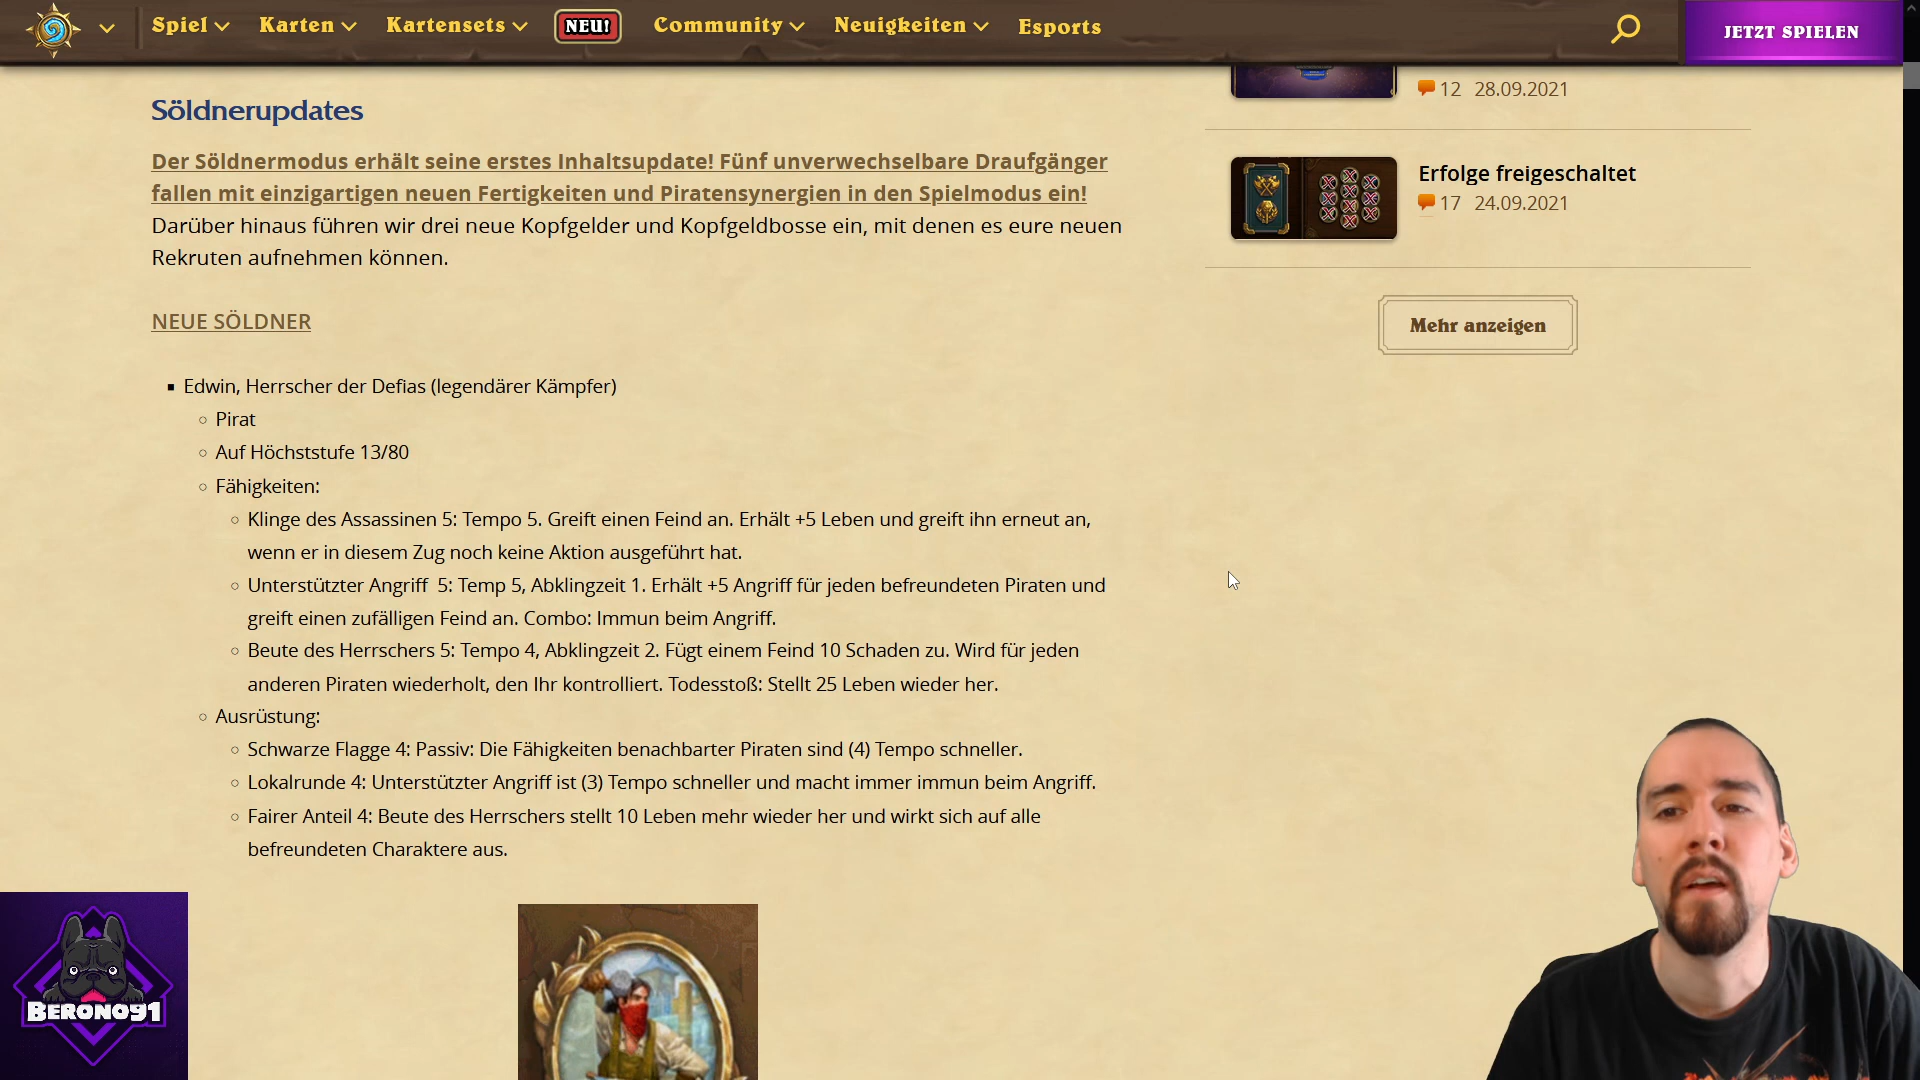 Spiel Karten Kartensets NEU! Community Neuigkeiten Esports JETZT SPIELEN
12 28.09.2021
Erfolge freigeschaltet
17 24.09.2021
Mehr anzeigen
Söldnerupdates
Der Söldnermodus erhält seine erstes Inhaltsupdate! Fünf unverwechselbare Draufgänger
fallen mit einzigartigen neuen Fertigkeiten und Piratensynergien in den Spielmodus ein!
Darüber hinaus führen wir drei neue Kopfgelder und Kopfgeldbosse ein, mit denen es eure neuen
Rekruten aufnehmen können.
NEUE SÖLDNER
Edwin, Herrscher der Defias (legendärer Kämpfer)
Pirat
Auf Höchststufe 13/80
Fähigkeiten:
Klinge des Assassinen 5: Tempo 5. Greift einen Feind an. Erhält +5 Leben und greift ihn erneut an,
wenn er in diesem Zug noch keine Aktion ausgeführt hat.
Unterstützter Angriff 5: Temp 5, Abklingzeit 1. Erhält +5 Angriff für jeden befreundeten Piraten und
greift einen zufälligen Feind an. Combo: Immun beim Angriff.
Beute des Herrschers 5: Tempo 4, Abklingzeit 2. Fügt einem Feind 10 Schaden zu. Wird für jeden
anderen Piraten wiederholt, den Ihr kontrolliert. Todesstoß: Stellt 25 Leben wieder her.
Ausrüstung:
Schwarze Flagge 4: Passiv: Die Fähigkeiten benachbarter Piraten sind (4) Tempo schneller.
Lokalrunde 4: Unterstützter Angriff ist (3) Tempo schneller und macht immer immun beim Angriff.
Fairer Anteil 4: Beute des Herrschers stellt 10 Leben mehr wieder her und wirkt sich auf alle
befreundeten Charaktere aus.
BERONO91